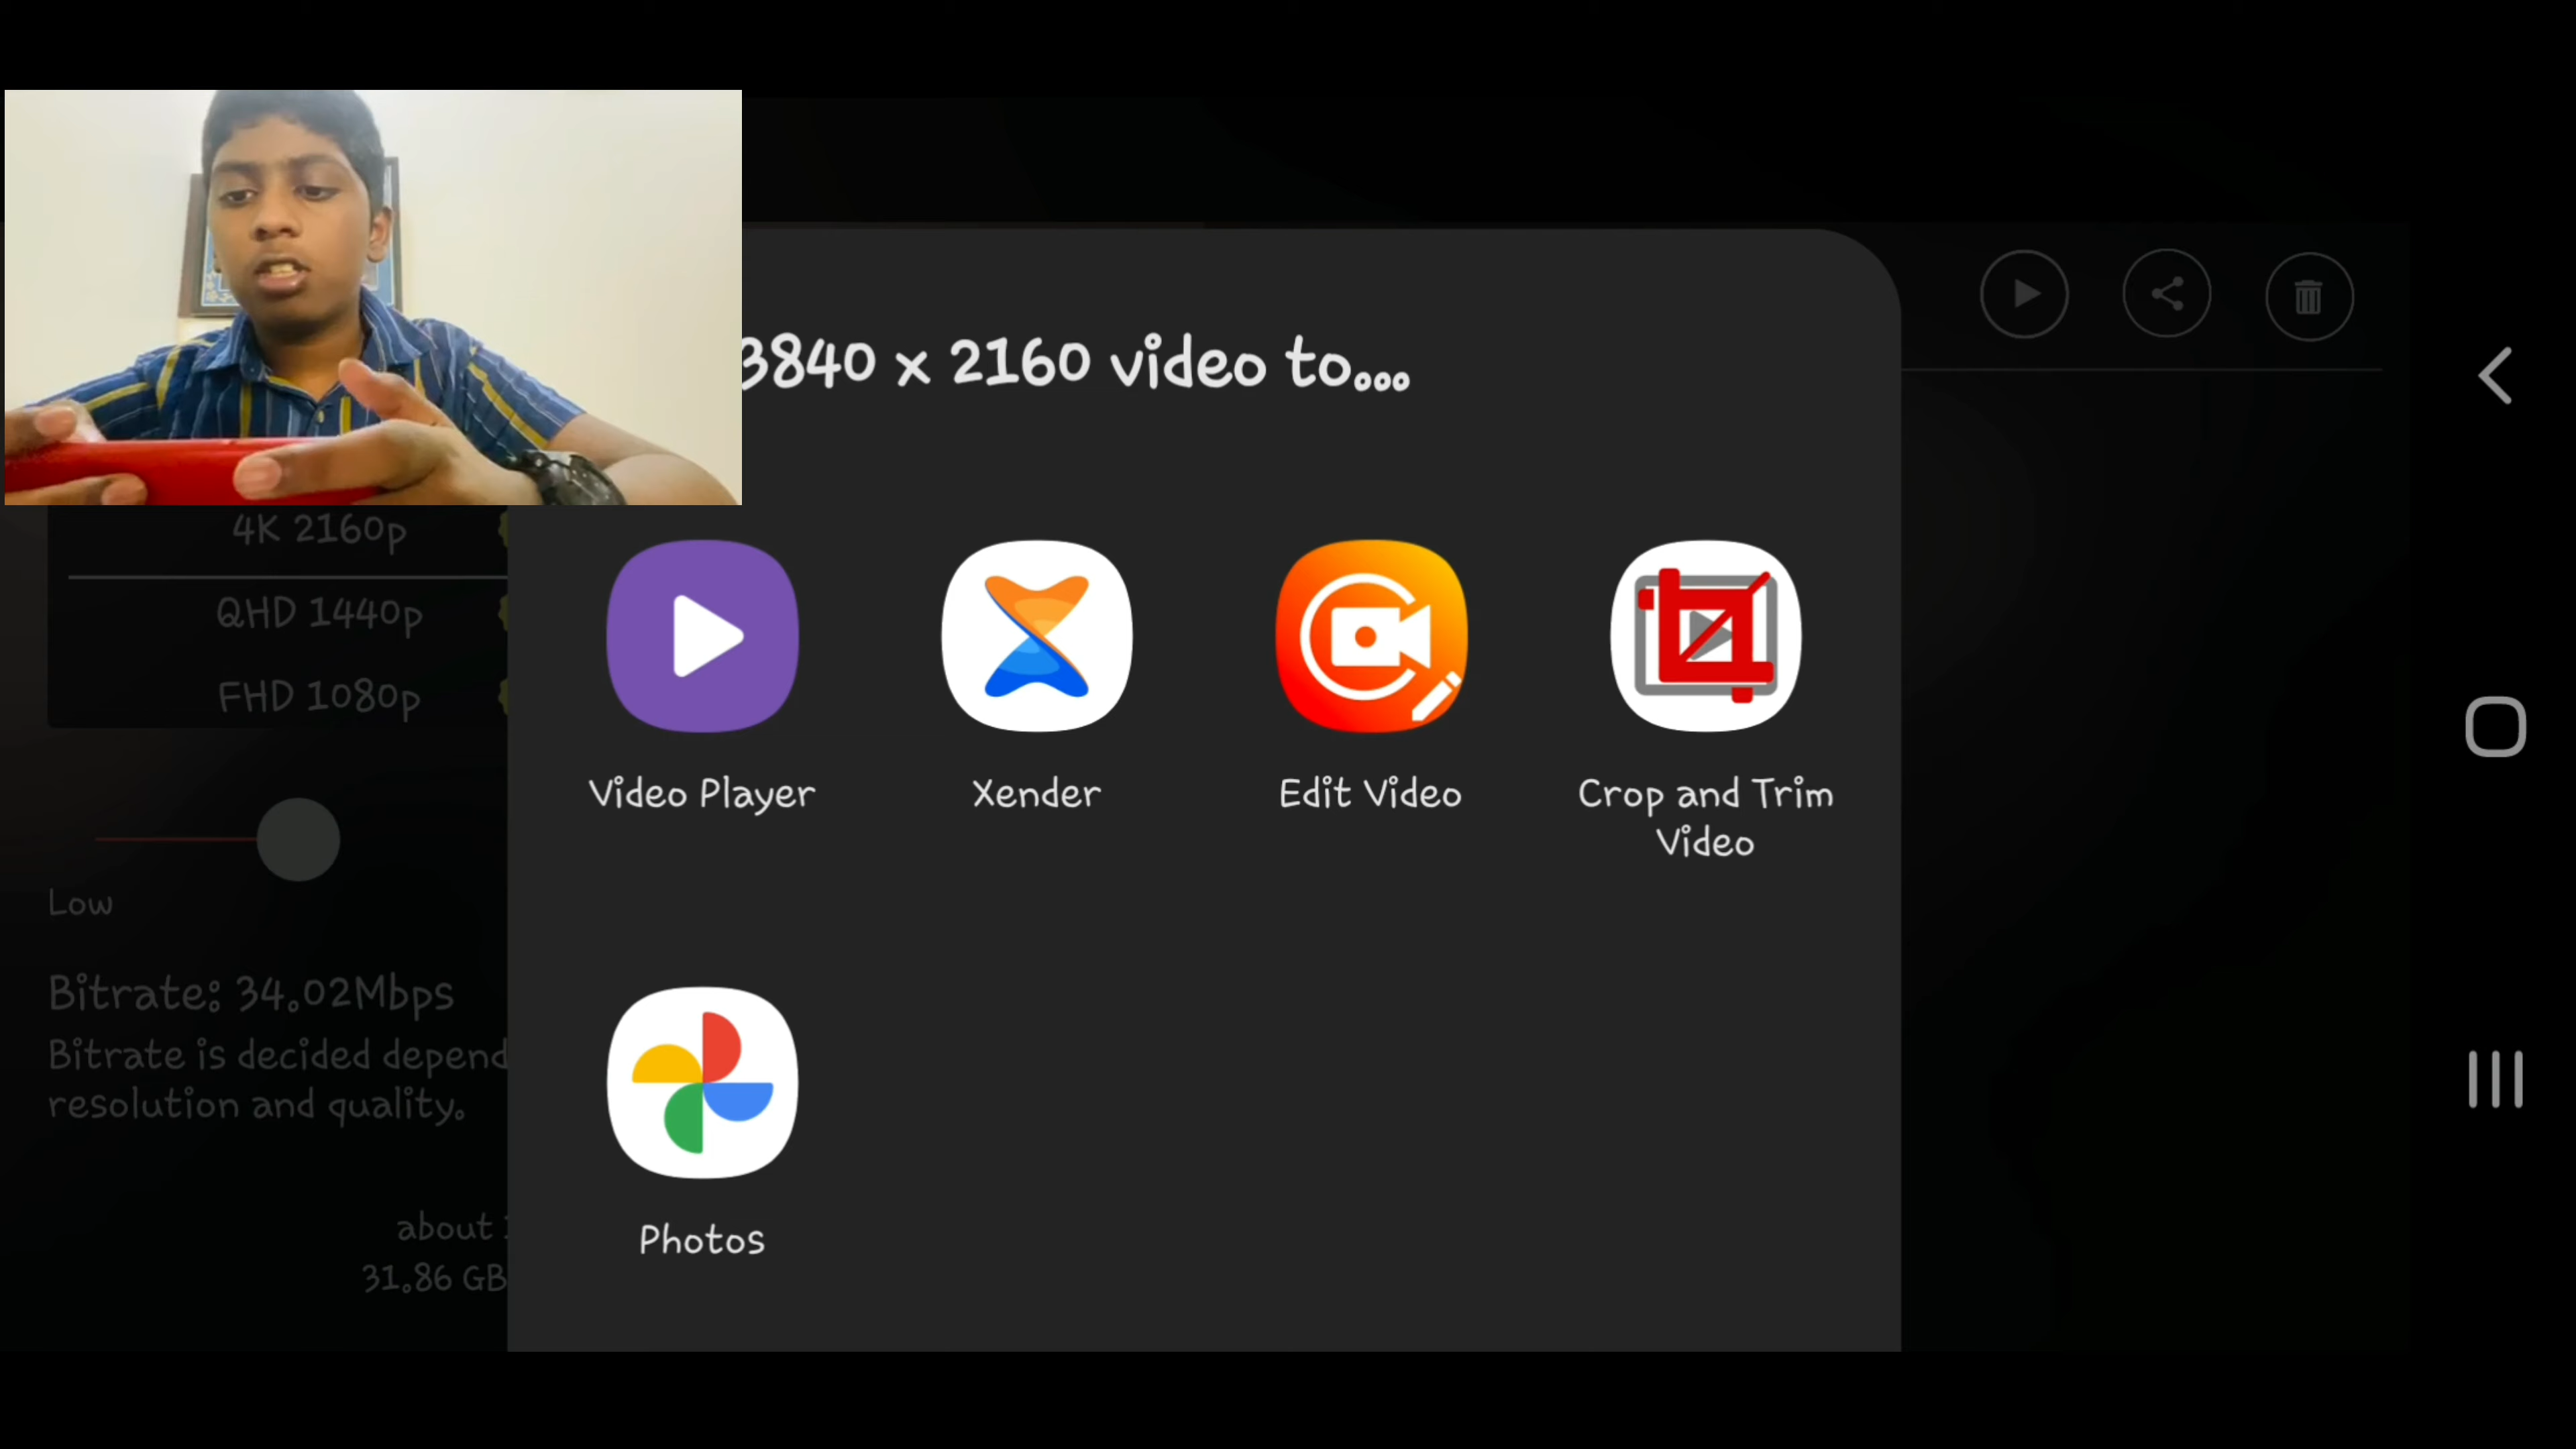 3840 x 2160 video to...
4K 2160p
QHD 1440p
FHD 1080p
Video Player
Xender
Edit Video
Crop and Trim
Video
Low
Bitrate: 34.02Mbps
Bitrate is decided depend
resolution and quality.
Photos
about
31.86 GB